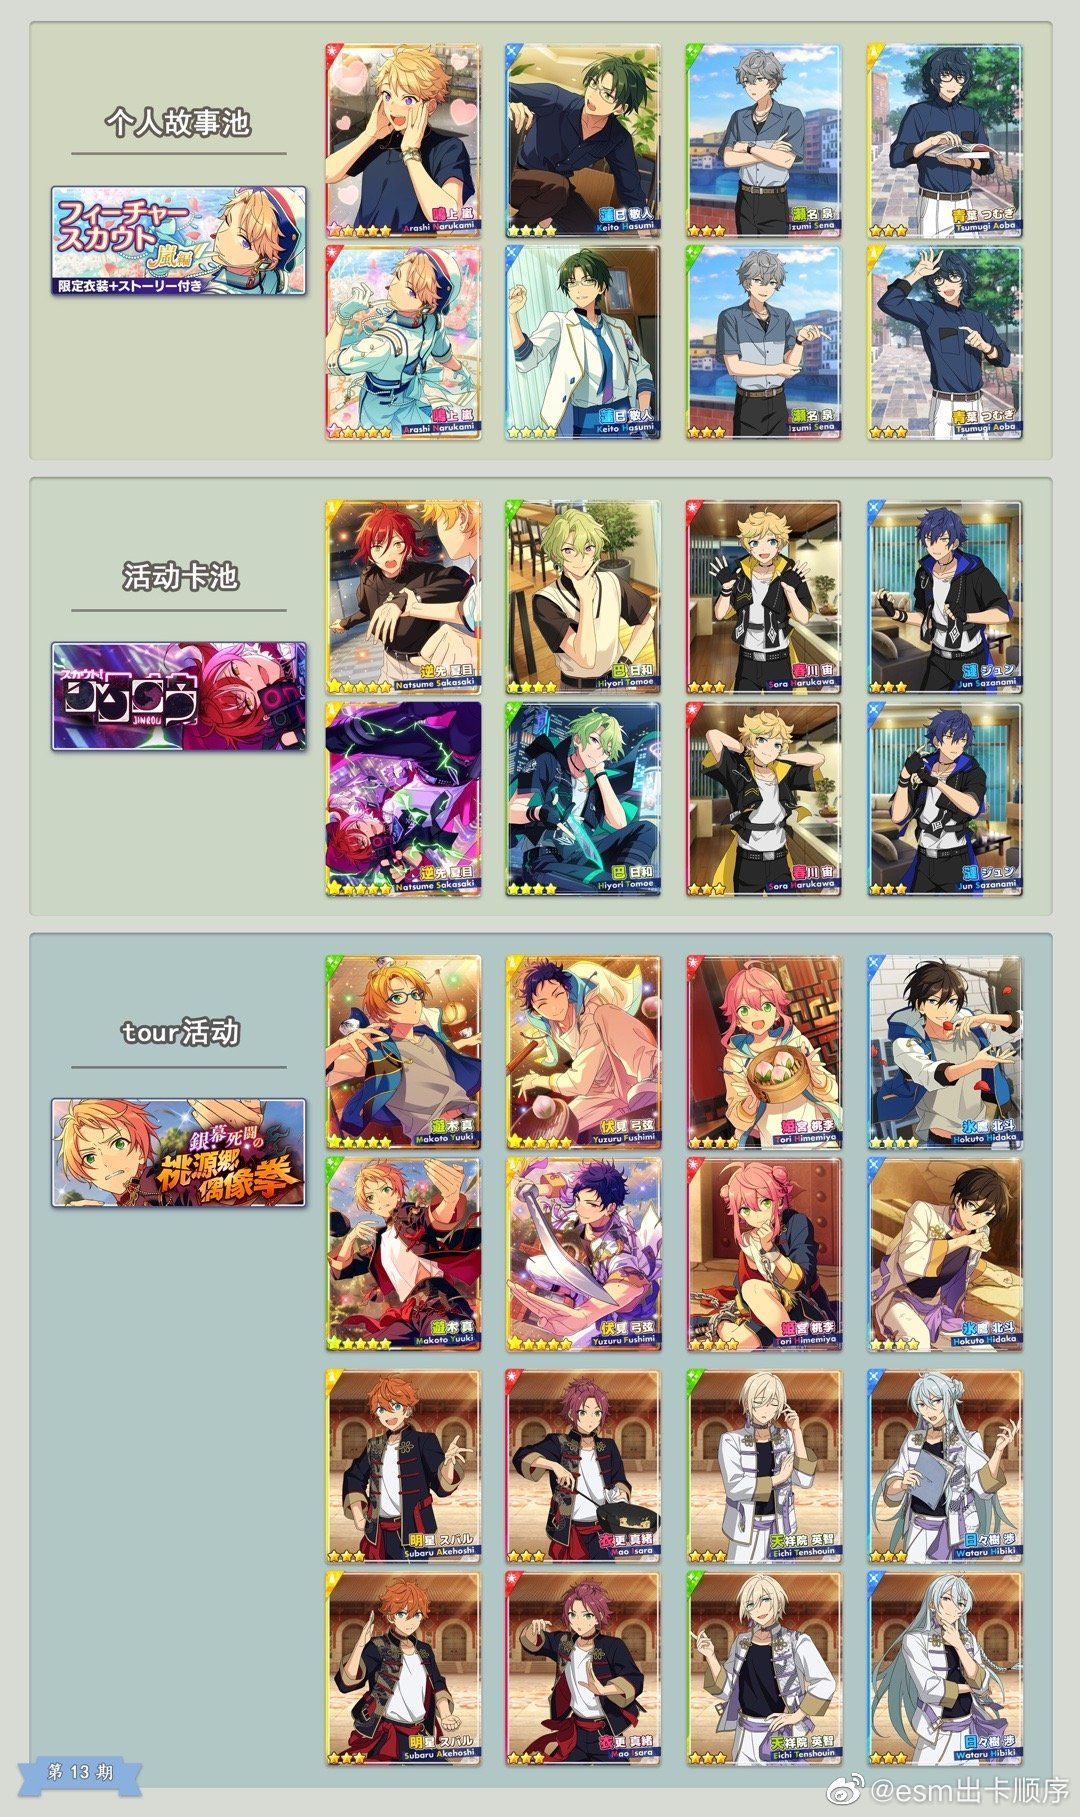 个人故事池
フィーチャー
スカウト
嵐編
限定衣装+ストーリー付き
鳴上 嵐
Arashi Narukami
蓮巳 敬人
Keito Hasumi
瀬名 泉
Izumi Sena
青葉 つむぎ
Tsumugi Aoba
鳴上 嵐
Arashi Narukami
蓮巳 敬人
Keito Hasumi
瀬名 泉
Izumi Sena
青葉 つむぎ
Tsumugi Aoba
活动卡池
スカウト!
JINROU
逆先 夏目
Natsume Sakasaki
巴 日和
Hiyori Tomoe
春川 宙
Sora Harukawa
漣 ジュン
Jun Sazanami
逆先 夏目
Natsume Sakasaki
巴 日和
Hiyori Tomoe
春川 宙
Sora Harukawa
漣 ジュン
Jun Sazanami
tour活动
銀幕死闘の
桃源郷
偶像拳
遊木 真
Makoto Yuuki
伏見 弓弦
Yuzuru Fushimi
姫宮 桃李
Tori Himemiya
氷鷹 北斗
Hokuto Hidaka
遊木 真
Makoto Yuuki
伏見 弓弦
Yuzuru Fushimi
姫宮 桃李
Tori Himemiya
氷鷹 北斗
Hokuto Hidaka
明星 スバル
Subaru Akehoshi
衣更 真緒
Mao Isara
天祥院 英智
Eichi Tenshouin
日々樹 渉
Wataru Hibiki
明星 スバル
Subaru Akehoshi
衣更 真緒
Mao Isara
天祥院 英智
Eichi Tenshouin
日々樹 渉
Wataru Hibiki
第 13 期
@esm出卡顺序